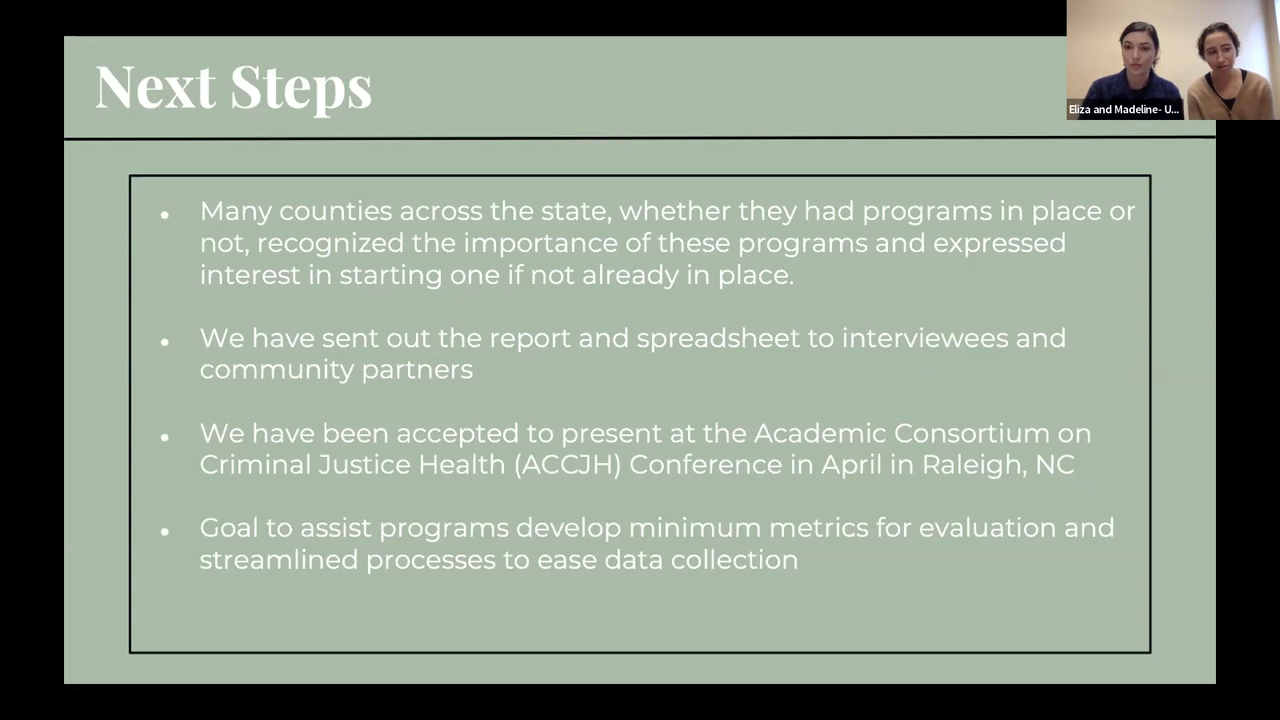 Next Steps
Eliza and Madeline- U...
• Many counties across the state, whether they had programs in place or
not, recognized the importance of these programs and expressed
interest in starting one if not already in place.
• We have sent out the report and spreadsheet to interviewees and
community partners
• We have been accepted to present at the Academic Consortium on
Criminal Justice Health (ACCJH) Conference in April in Raleigh, NC
• Goal to assist programs develop minimum metrics for evaluation and
streamlined processes to ease data collection